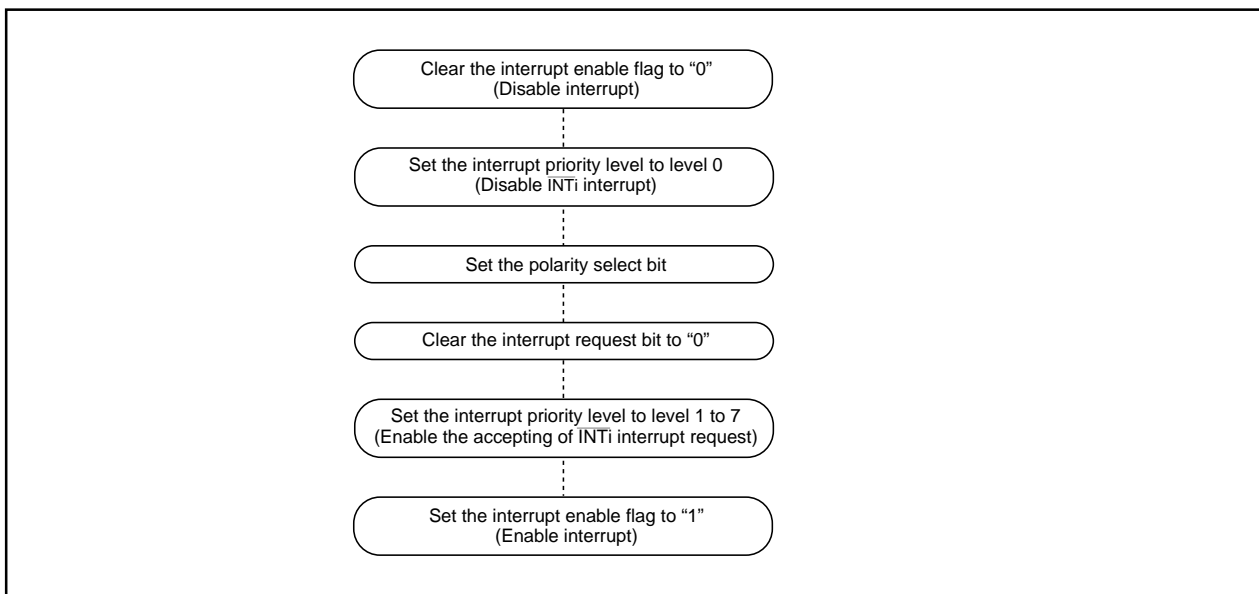 Clear the interrupt enable flag to “0”
(Disable interrupt)
Set the interrupt priority level to level 0
(Disable INTi interrupt)
Set the polarity select bit
Clear the interrupt request bit to “0”
Set the interrupt priority level to level 1 to 7
(Enable the accepting of INTi interrupt request)
Set the interrupt enable flag to “1”
(Enable interrupt)